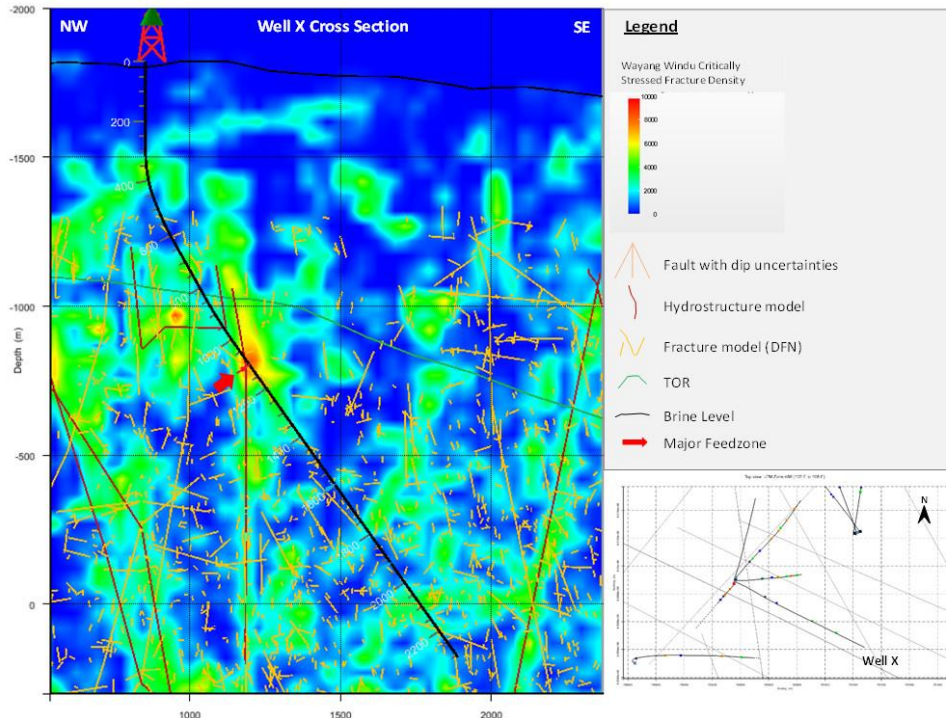 NW
Well X Cross Section
SE
Legend
Wayang Windu Critically
Stressed Fracture Density
10000
8000
6000
4000
2000
0
Fault with dip uncertainties
Hydrostructure model
Fracture model (DFN)
TOR
Brine Level
Major Feedzone
-2000
-1500
-1000
-500
0
Depth (m)
0
200
400
2000
2200
1000
1500
2000
N
Well X